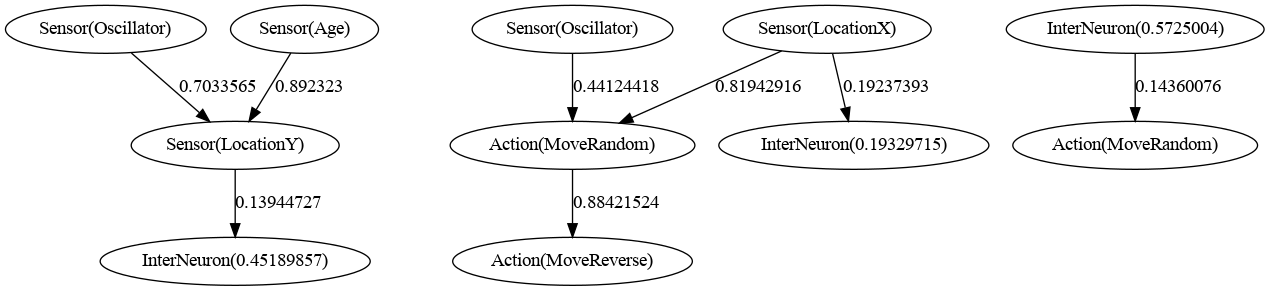 Sensor(Oscillator)
Sensor(Age)
Sensor(Oscillator)
Sensor(LocationX)
InterNeuron(0.5725004)
0.7033565
0.892323
0.44124418
0.81942916
0.19237393
0.14360076
Sensor(LocationY)
Action(MoveRandom)
InterNeuron(0.19329715)
Action(MoveRandom)
0.13944727
0.88421524
InterNeuron(0.45189857)
Action(MoveReverse)